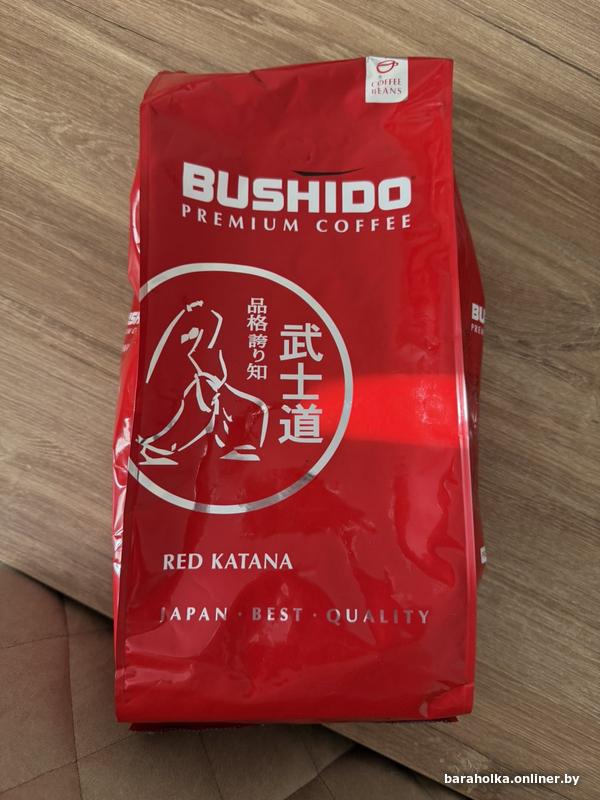 COFFEE
BEANS
BUSHIDO
PREMIUM COFFEE
品格 誇り知
武士道
RED KATANA
JAPAN · BEST · QUALITY
baraholka.onliner.by